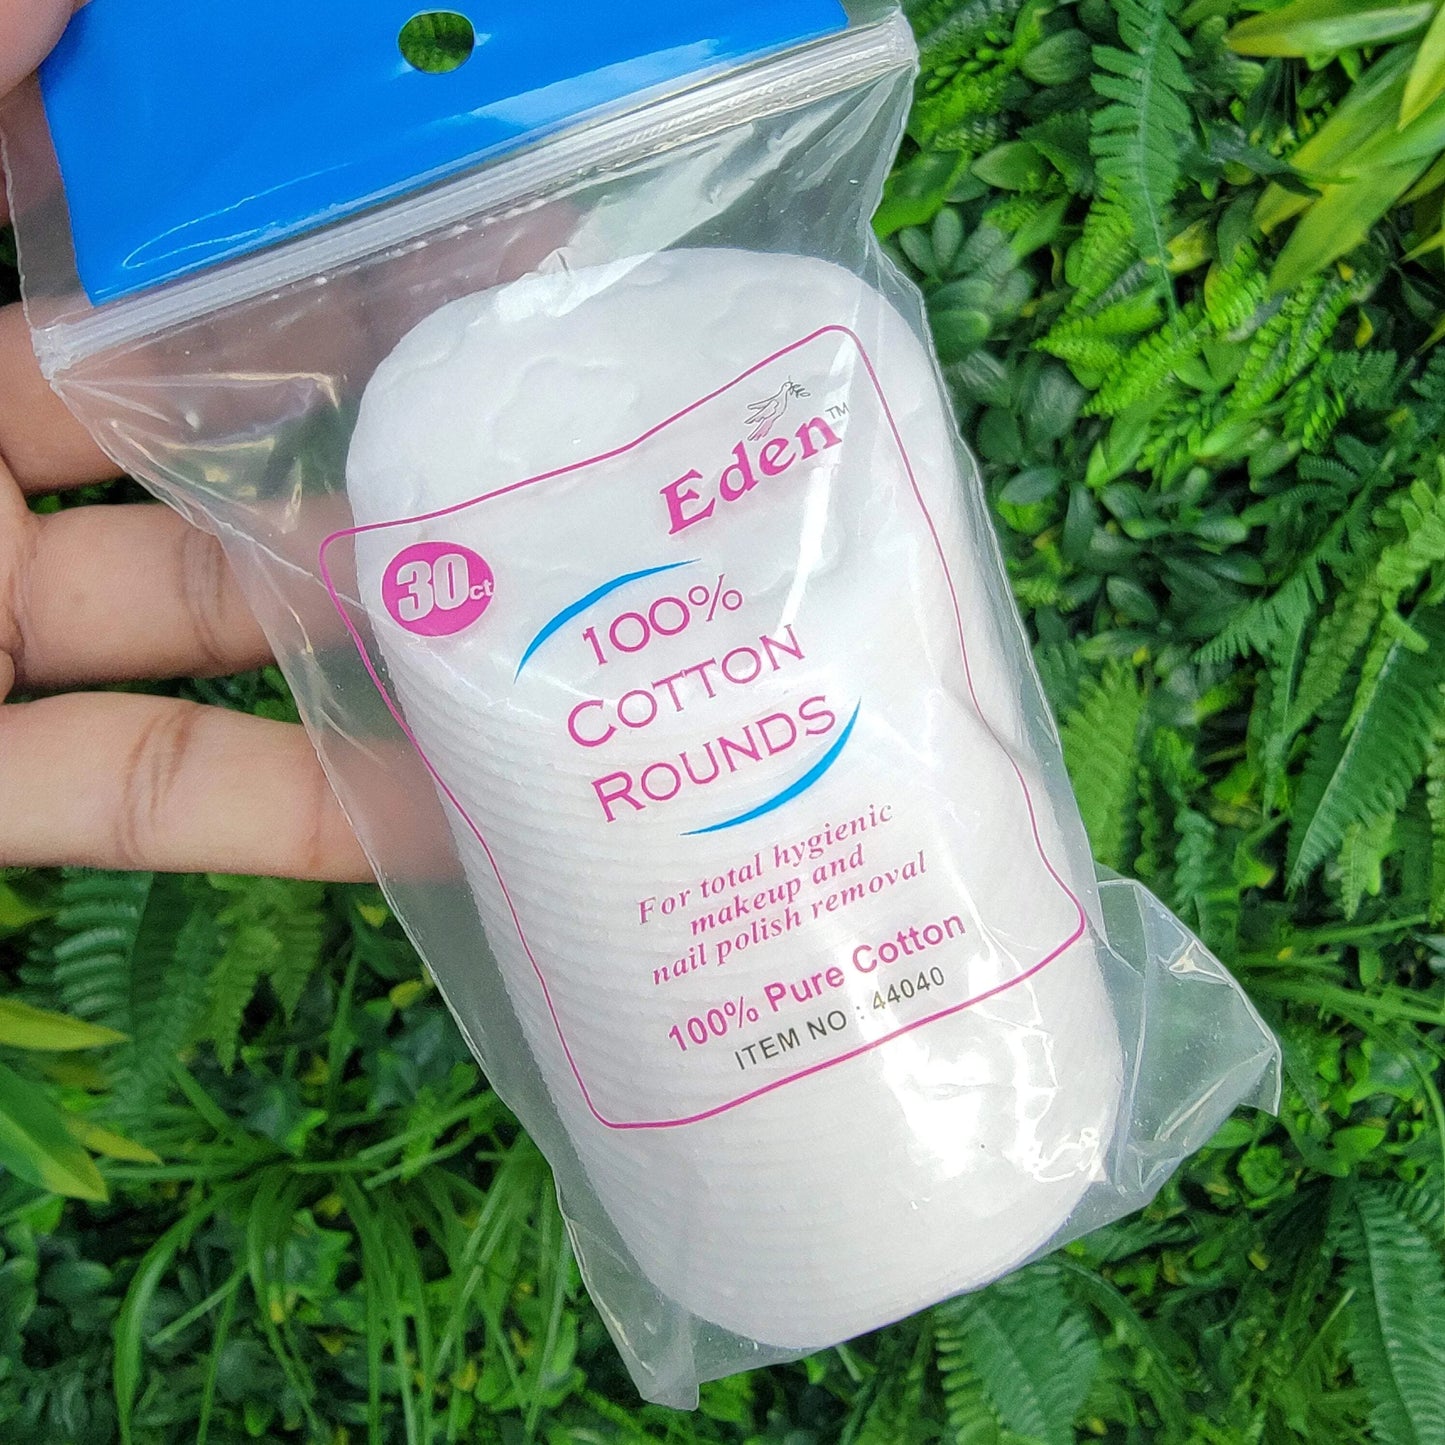 Eden™
30ct
100%
COTTON
ROUNDS
For total hygienic
makeup and
nail polish removal
100% Pure Cotton
ITEM NO : 44040